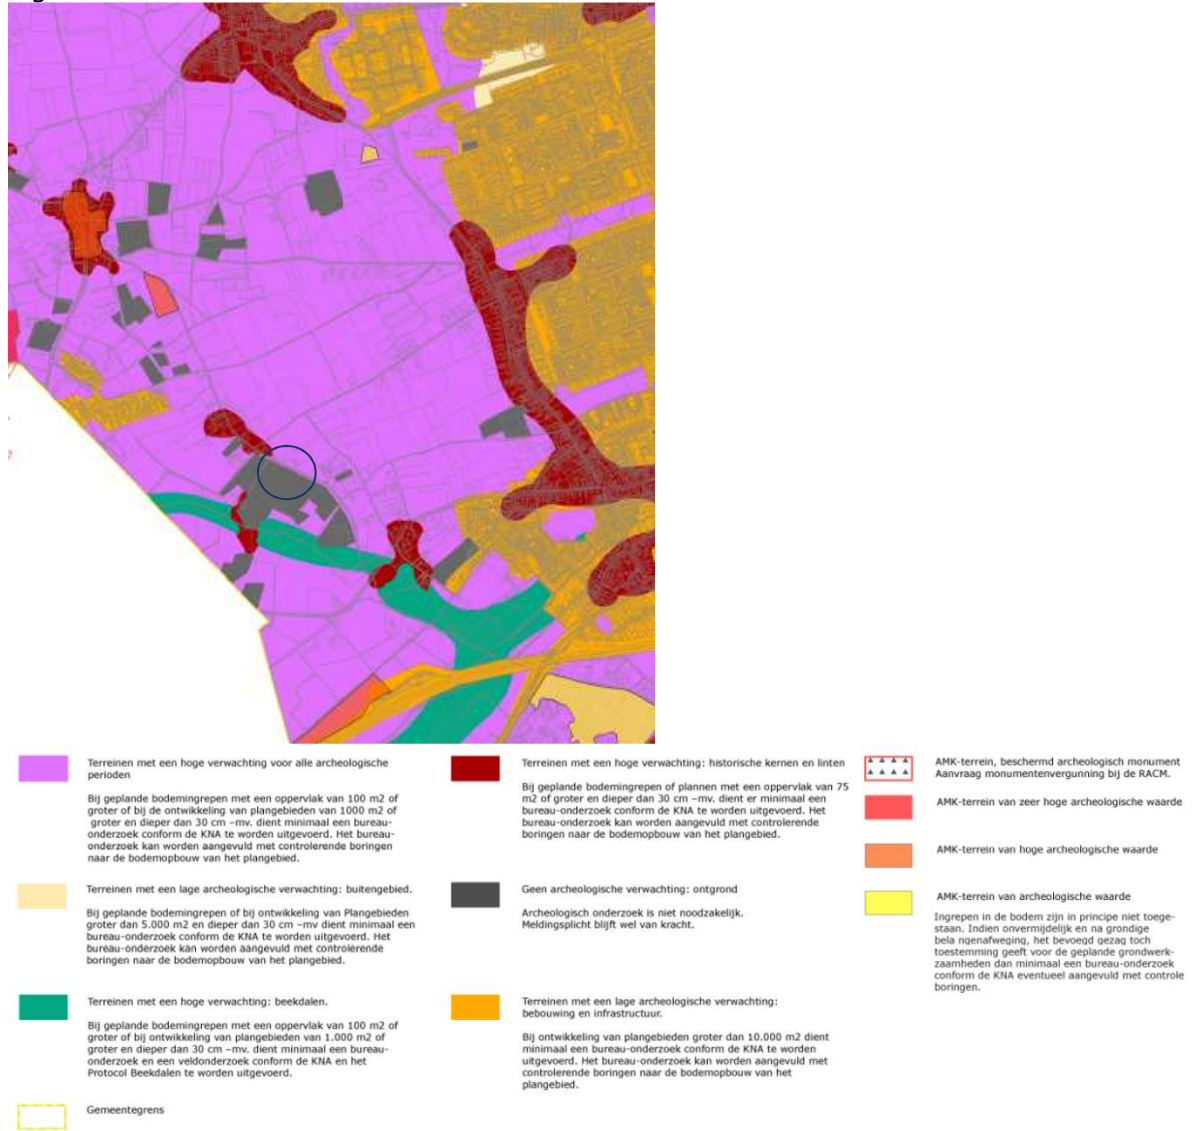 Terreinen met een hoge verwachting voor alle archeologische
perioden
Bij geplande bodemingrepen met een oppervlak van 100 m2 of
groter of bij de ontwikkeling van plangebieden van 1000 m2 of
groter en dieper dan 30 cm –mv. dient minimaal een bureau-
onderzoek conform de KNA te worden uitgevoerd. Het bureau-
onderzoek kan worden aangevuld met controlerende boringen
naar de bodemopbouw van het plangebied.
Terreinen met een lage archeologische verwachting: buitengebied.
Bij geplande bodemingrepen of bij ontwikkeling van Plangebieden
groter dan 5.000 m2 en dieper dan 30 cm –mv dient minimaal een
bureau-onderzoek conform de KNA te worden uitgevoerd. Het
bureau-onderzoek kan worden aangevuld met controlerende
boringen naar de bodemopbouw van het plangebied.
Terreinen met een hoge verwachting: beekdalen.
Bij geplande bodemingrepen met een oppervlak van 100 m2 of
groter of bij ontwikkeling van plangebieden van 1.000 m2 of
groter en dieper dan 30 cm –mv. dient minimaal een bureau-
onderzoek en een veldonderzoek conform de KNA en het
Protocol Beekdalen te worden uitgevoerd.
Gemeentegrens
Terreinen met een hoge verwachting: historische kernen en linten
Bij geplande bodemingrepen of plannen met een oppervlak van 75
m2 of groter en dieper dan 30 cm –mv. dient er minimaal een
bureau-onderzoek conform de KNA te worden uitgevoerd. Het
bureau-onderzoek kan worden aangevuld met controlerende
boringen naar de bodemopbouw van het plangebied.
Geen archeologische verwachting: ontgrond
Archeologisch onderzoek is niet noodzakelijk.
Meldingsplicht blijft wel van kracht.
Terreinen met een lage archeologische verwachting:
bebouwing en infrastructuur.
Bij ontwikkeling van plangebieden groter dan 10.000 m2 dient
minimaal een bureau-onderzoek conform de KNA te worden
uitgevoerd. Het bureau-onderzoek kan worden aangevuld met
controlerende boringen naar de bodemopbouw van het
plangebied.
AMK-terrein, beschermd archeologisch monument
Aanvraag monumentenvergunning bij de RACM.
AMK-terrein van zeer hoge archeologische waarde
AMK-terrein van hoge archeologische waarde
AMK-terrein van archeologische waarde
Ingrepen in de bodem zijn in principe niet toege-
staan. Indien onvermijdelijk en na grondige
bela ngenafweging, het bevoegd gezag toch
toestemming geeft voor de geplande grondwerk-
zaamheden dan minimaal een bureau-onderzoek
conform de KNA eventueel aangevuld met controle
boringen.